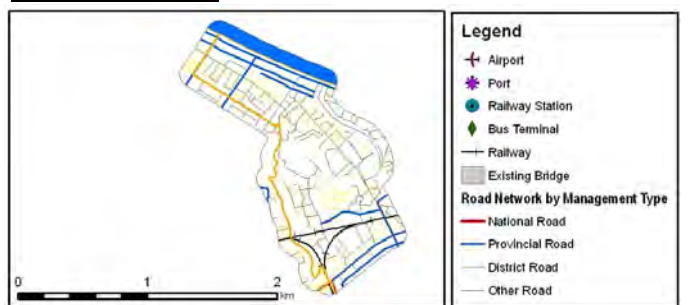 Legend
Airport
Port
Railway Station
Bus Terminal
Railway
Existing Bridge
Road Network by Management Type
National Road
Provincial Road
District Road
Other Road
0 1 2
km